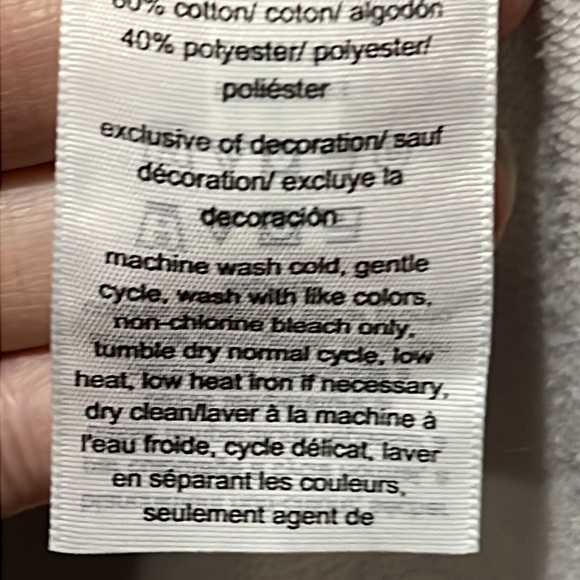 60% cotton/ coton/ algodón
40% polyester/ polyester/
poliéster
exclusive of decoration/ sauf
décoration/ excluye la
decoración
machine wash cold, gentle
cycle, wash with like colors,
non-chlorine bleach only,
tumble dry normal cycle, low
heat, low heat iron if necessary,
dry clean/laver à la machine à
l'eau froide, cycle délicat, laver
en séparant les couleurs,
seulement agent de